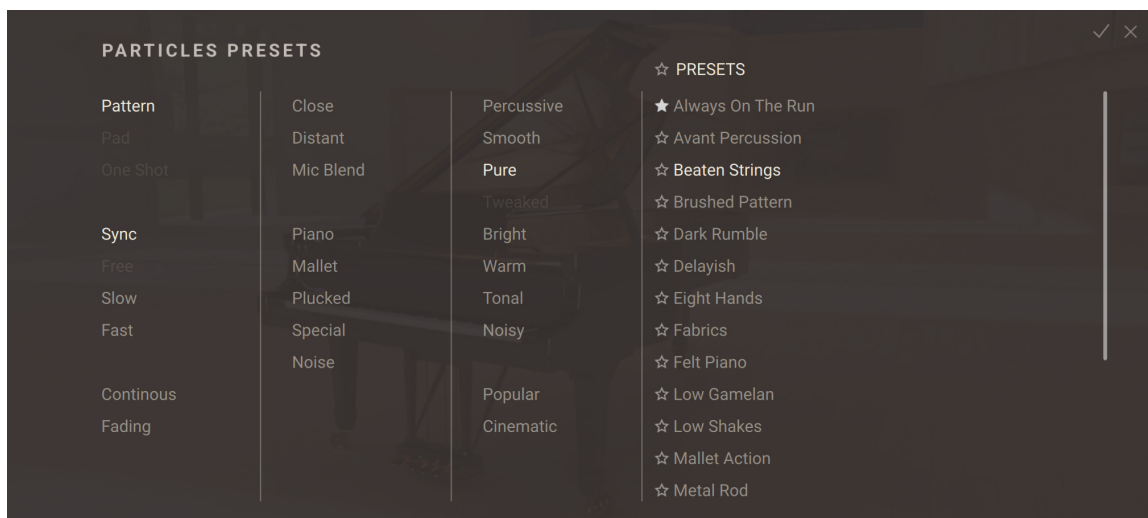 PARTICLES PRESETS
Pattern
Pad
One Shot
Sync
Free
Slow
Fast
Continous
Fading
Close
Distant
Mic Blend
Piano
Mallet
Plucked
Special
Noise
Percussive
Smooth
Pure
Tweaked
Bright
Warm
Tonal
Noisy
Popular
Cinematic
PRESETS
Always On The Run
Avant Percussion
Beaten Strings
Brushed Pattern
Dark Rumble
Delayish
Eight Hands
Fabrics
Felt Piano
Low Gamelan
Low Shakes
Mallet Action
Metal Rod